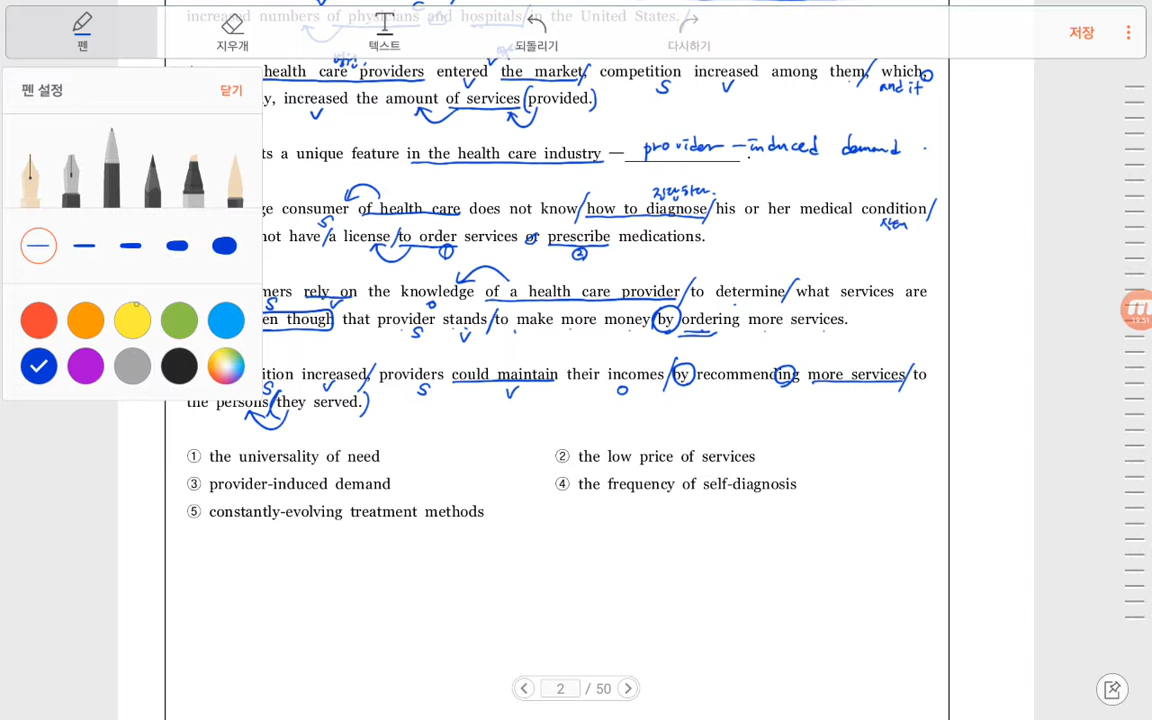 increased numbers of physicians and hospitals in the United States.
펜
지우개
텍스트
되돌리기
다시하기
저장
펜 설정
닫기
health care providers entered the market, competition increased among them, which
and it
y, increased the amount of services provided.
V
S
V
V
ts a unique feature in the health care industry — provider-induced demand.
ge consumer of health care does not know how to diagnose his or her medical condition
S
not have a license to order services or prescribe medications.
①
②
mers rely on the knowledge of a health care provider to determine what services are
S
V
O
en though that provider stands to make more money by ordering more services.
S
V
ition increased, providers could maintain their incomes by recommending more services to
S
V
S
V
O
the persons they served.
① the universality of need
② the low price of services
③ provider-induced demand
④ the frequency of self-diagnosis
⑤ constantly-evolving treatment methods
2 / 50